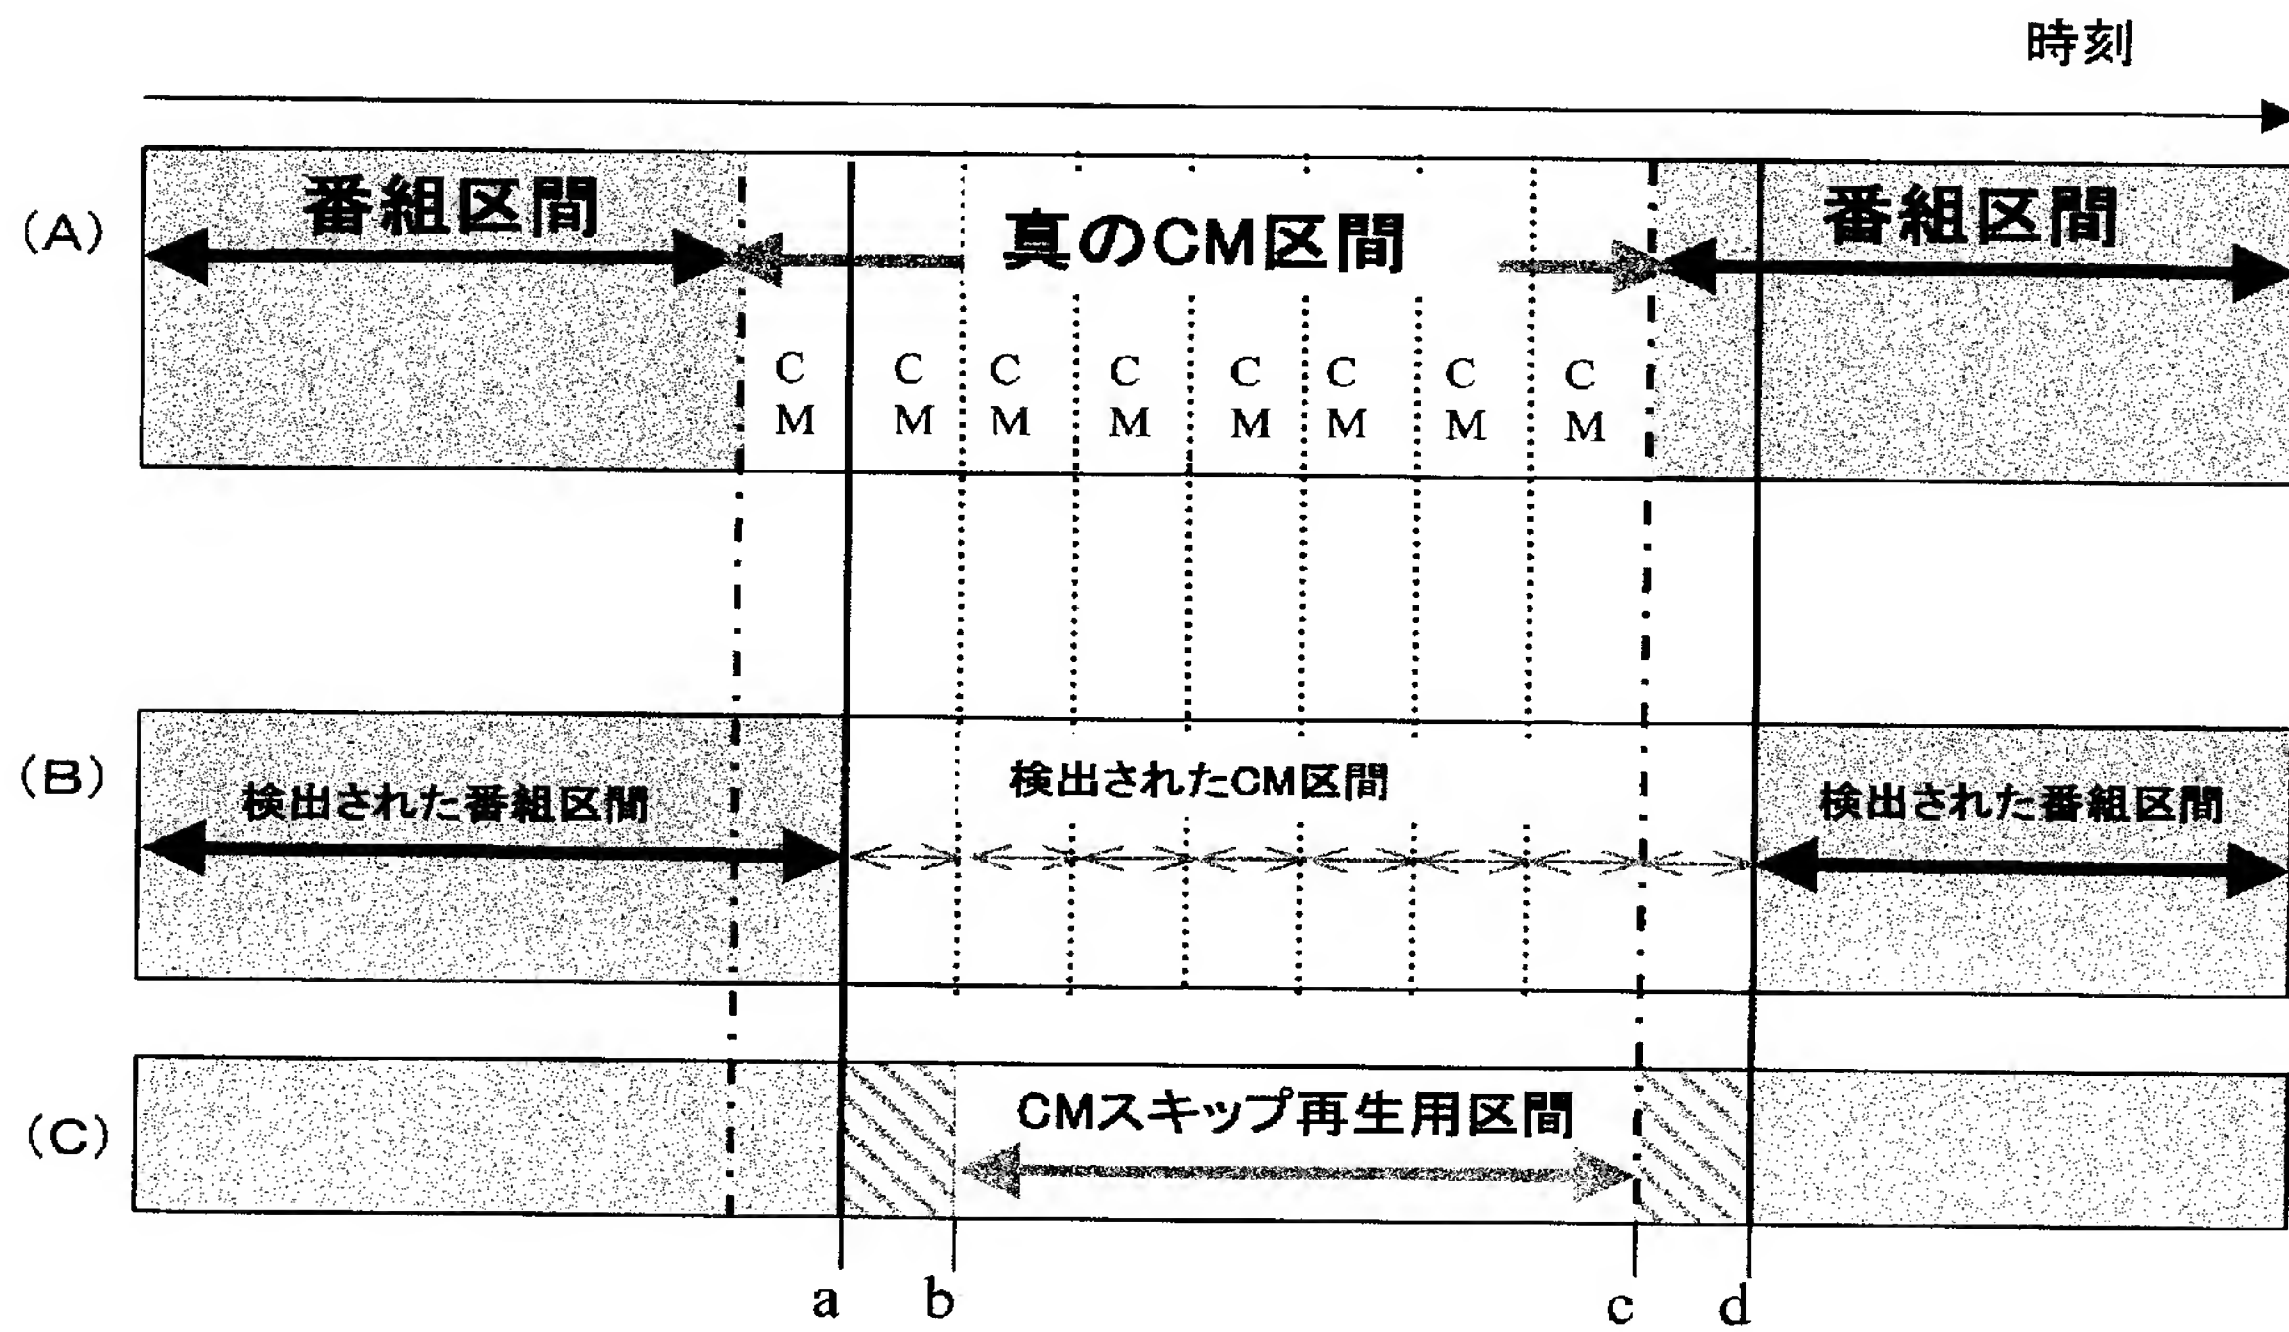 時刻
(A)
番組区間
真のCM区間
番組区間
C C C C C C C C
M M M M M M M M
(B)
検出された番組区間
検出されたCM区間
検出された番組区間
(C)
CMスキップ再生用区間
a b c d